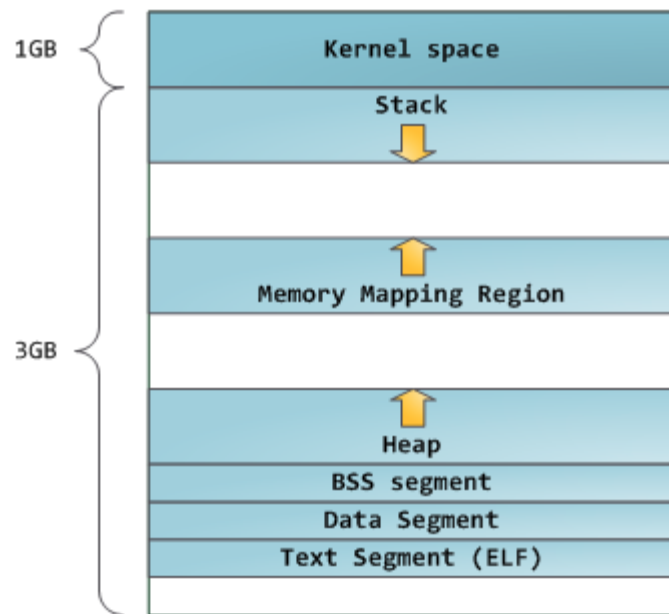 1GB
Kernel space
Stack
Memory Mapping Region
3GB
Heap
BSS segment
Data Segment
Text Segment (ELF)